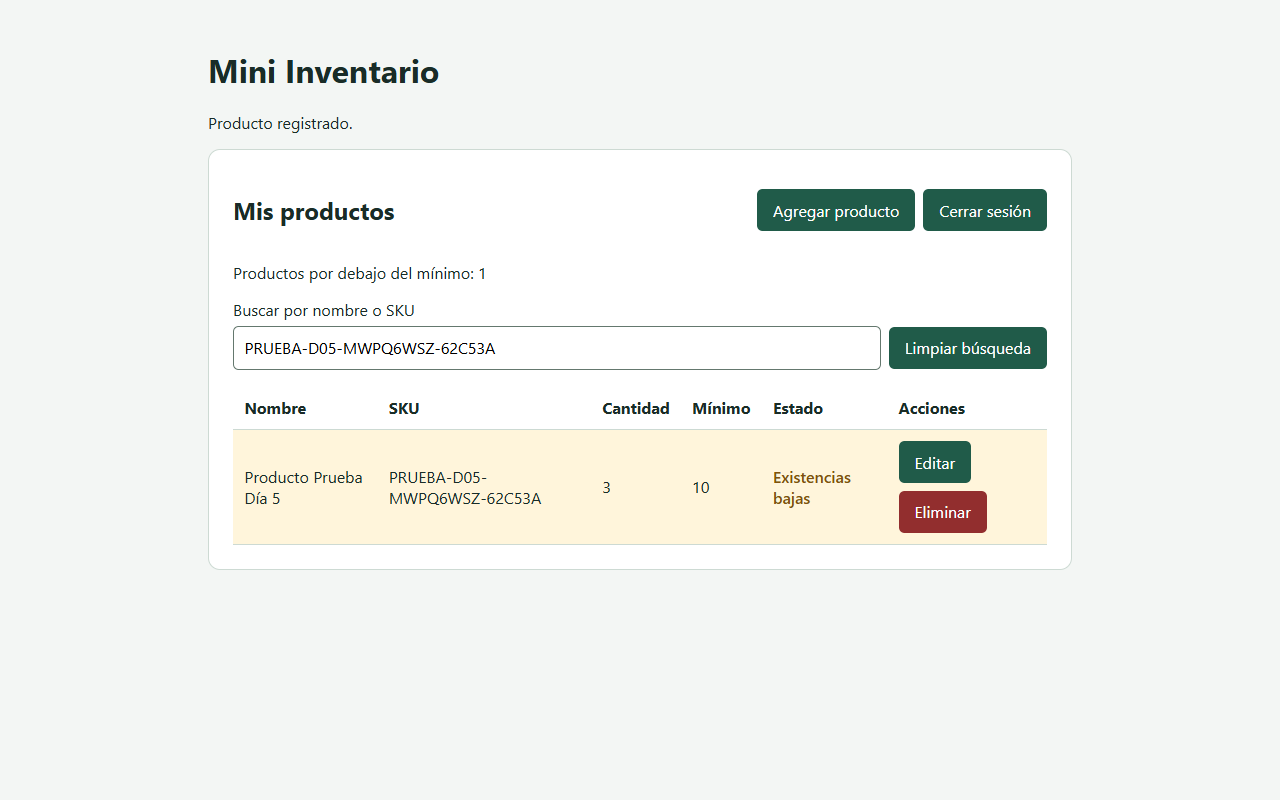 Mini Inventario
Producto registrado.
Mis productos
Agregar producto
Cerrar sesión
Productos por debajo del mínimo: 1
Buscar por nombre o SKU
PRUEBA-D05-MWPQ6WSZ-62C53A
Limpiar búsqueda
Nombre SKU Cantidad Mínimo Estado Acciones
Producto Prueba
Día 5
PRUEBA-D05-
MWPQ6WSZ-62C53A
3
10
Existencias
bajas
Editar
Eliminar